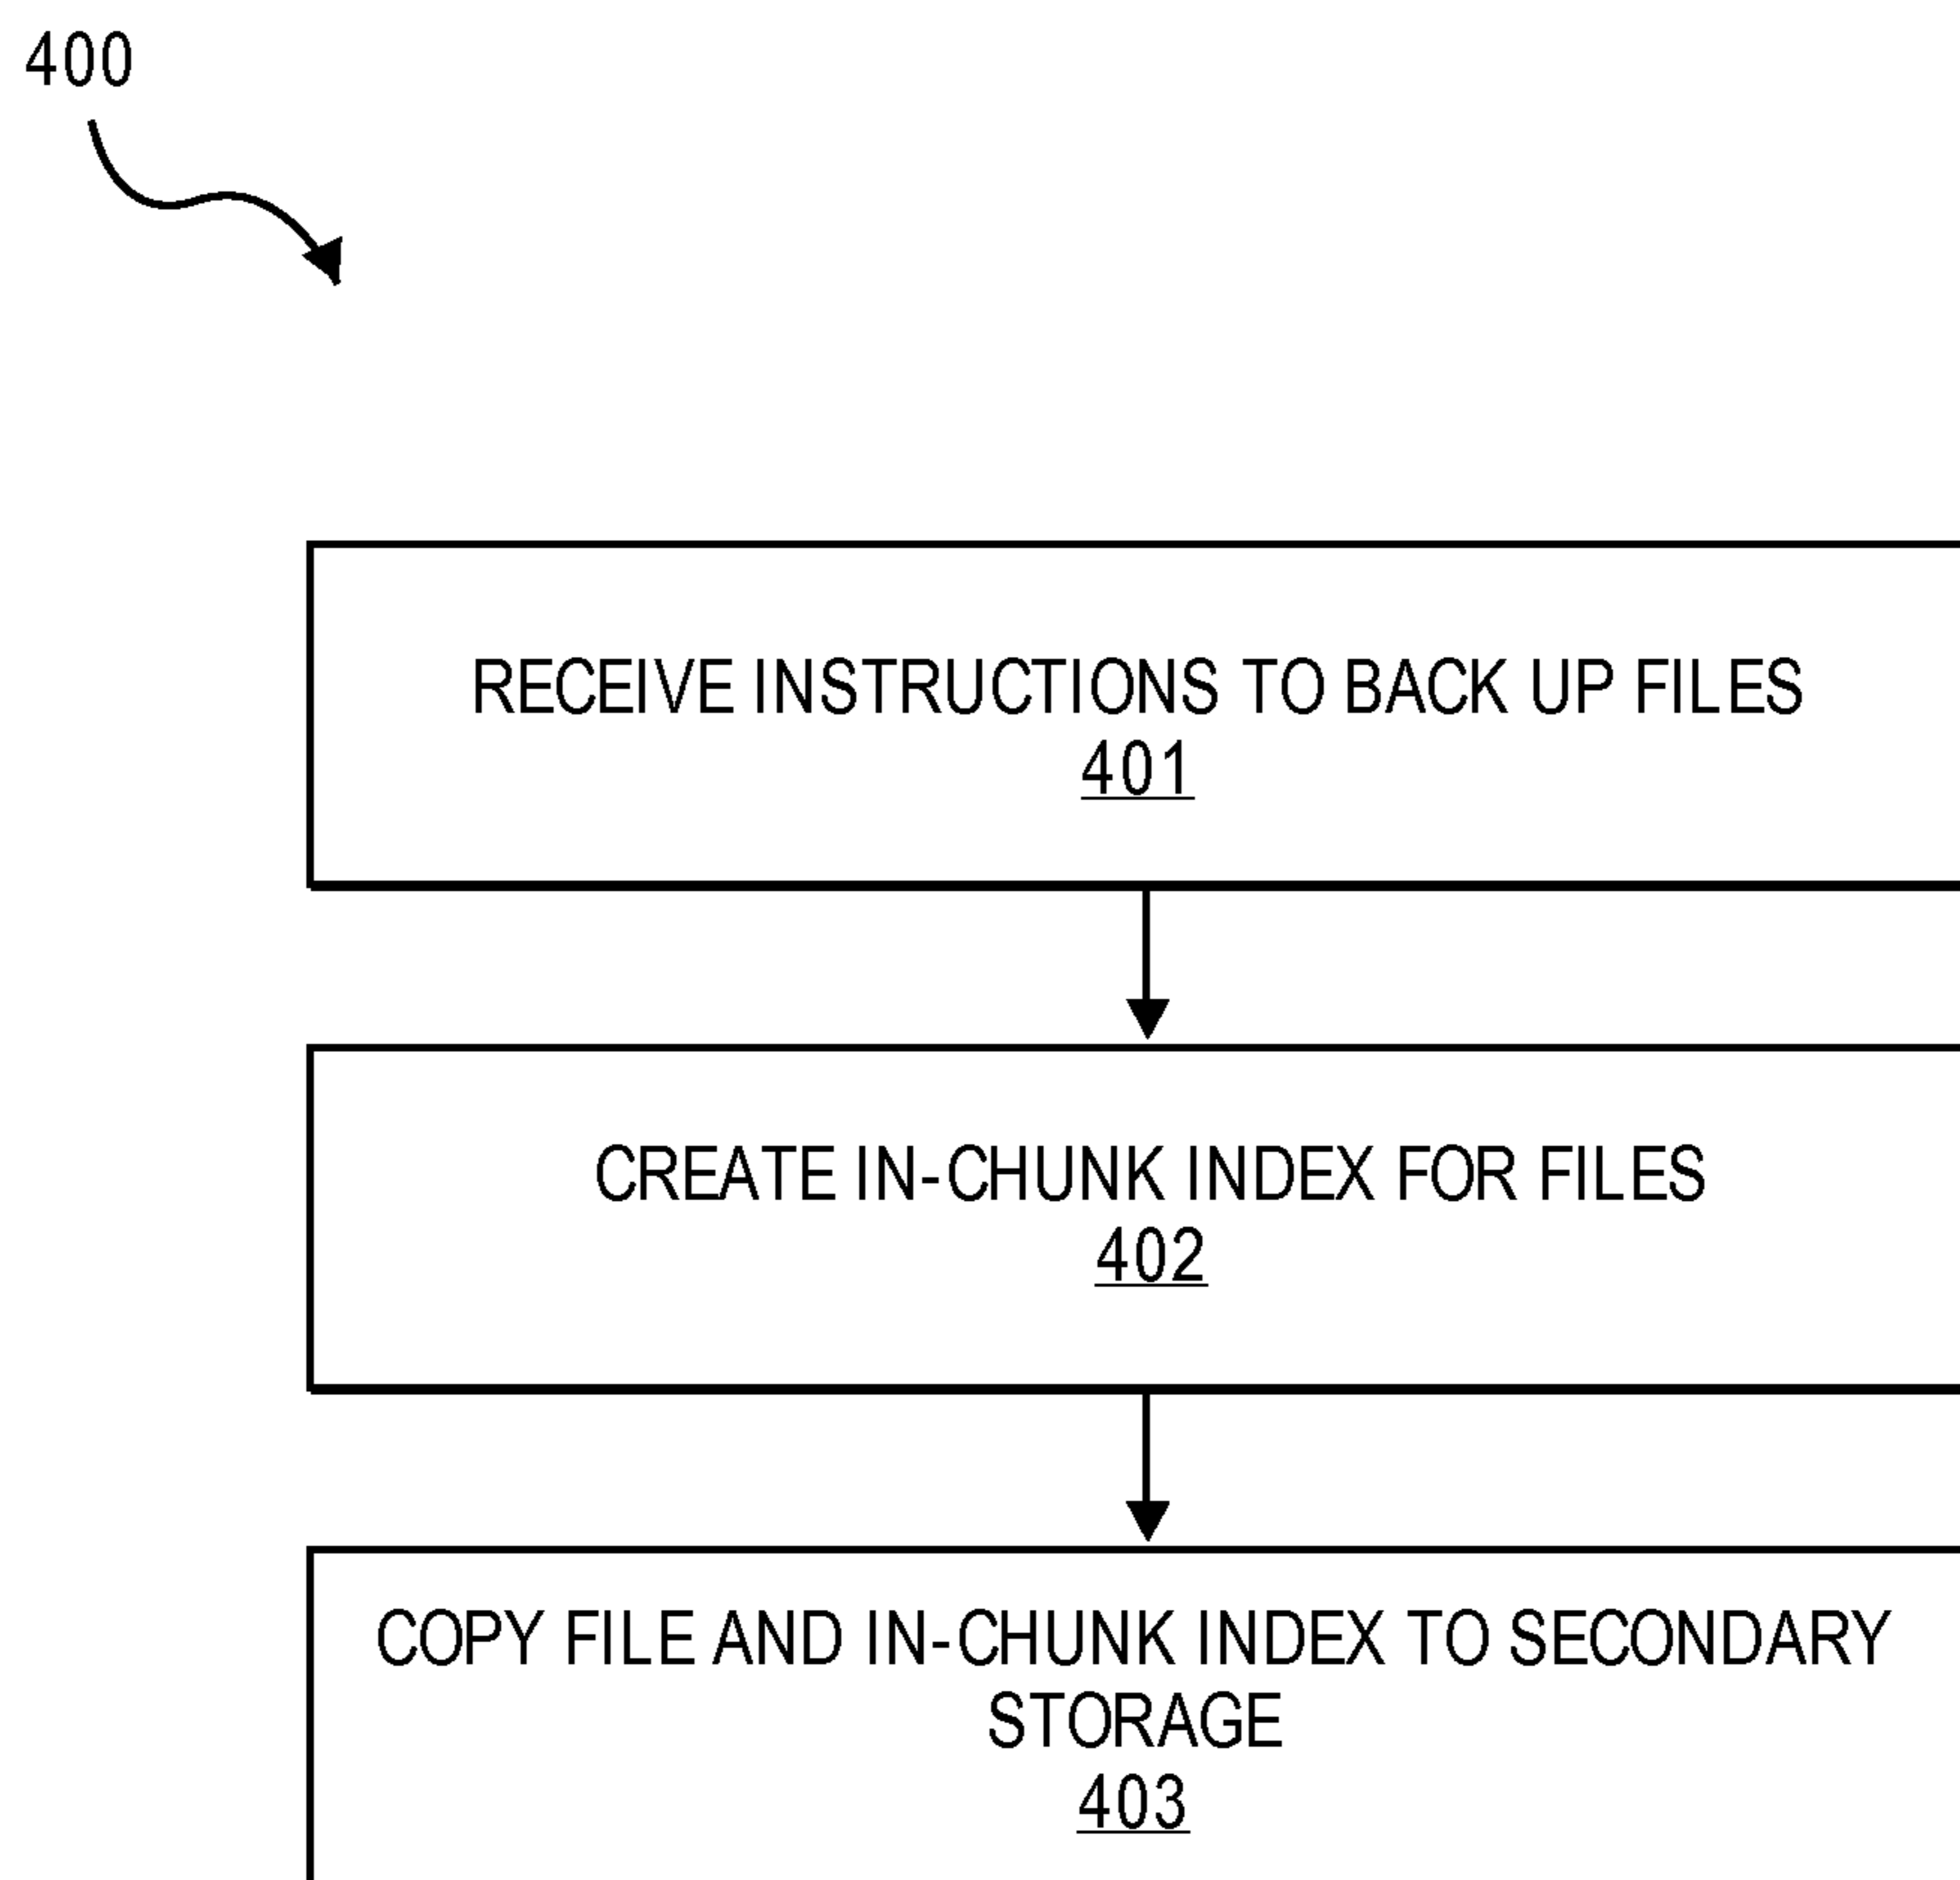 400
RECEIVE INSTRUCTIONS TO BACK UP FILES
401
CREATE IN-CHUNK INDEX FOR FILES
402
COPY FILE AND IN-CHUNK INDEX TO SECONDARY
STORAGE
403